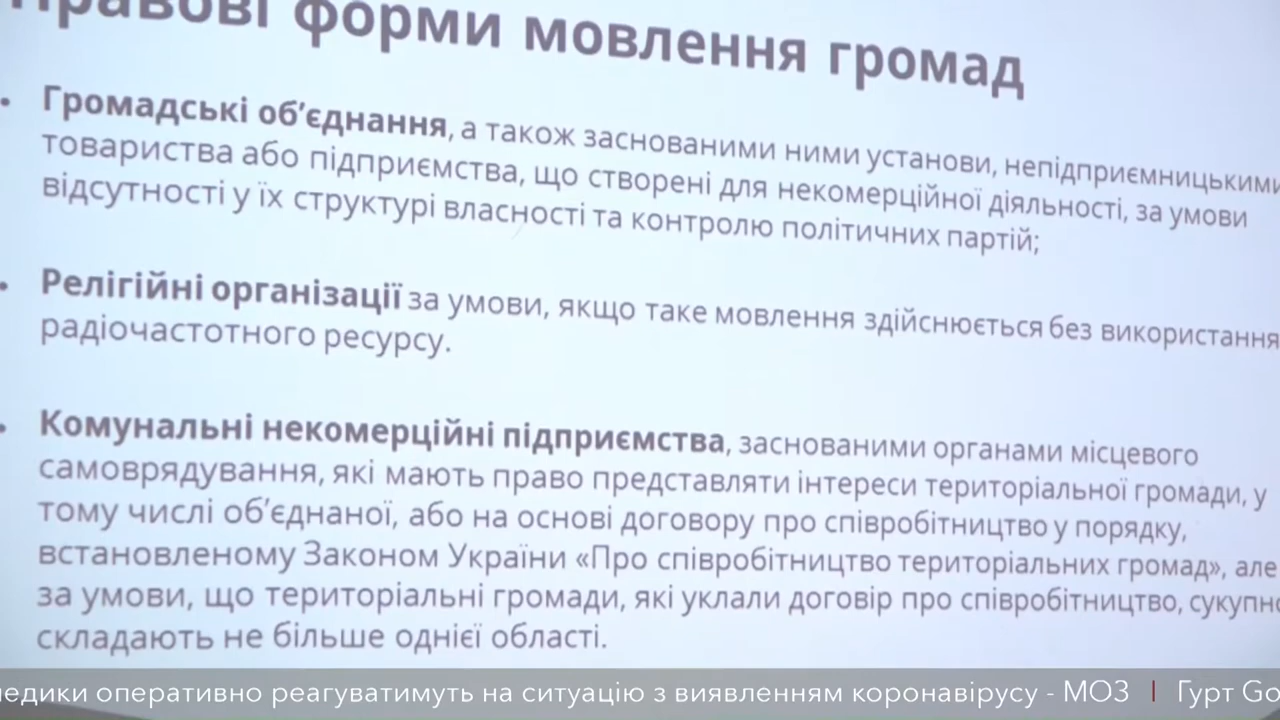 Правові форми мовлення громад
• Громадські об’єднання, а також заснованими ними установи, непідприємницькими
товариства або підприємства, що створені для некомерційної діяльності, за умови
відсутності у їх структурі власності та контролю політичних партій;
• Релігійні організації за умови, якщо таке мовлення здійснюється без використання
радіочастотного ресурсу.
• Комунальні некомерційні підприємства, заснованими органами місцевого
самоврядування, які мають право представляти інтереси територіальної громади, у
тому числі об’єднаної, або на основі договору про співробітництво у порядку,
встановленому Законом України «Про співробітництво територіальних громад», але
за умови, що територіальні громади, які уклали договір про співробітництво,
складають не більше однієї області.
оперативно реагуватимуть на ситуацію з виявленням коронавірусу - МОЗ | Гурт